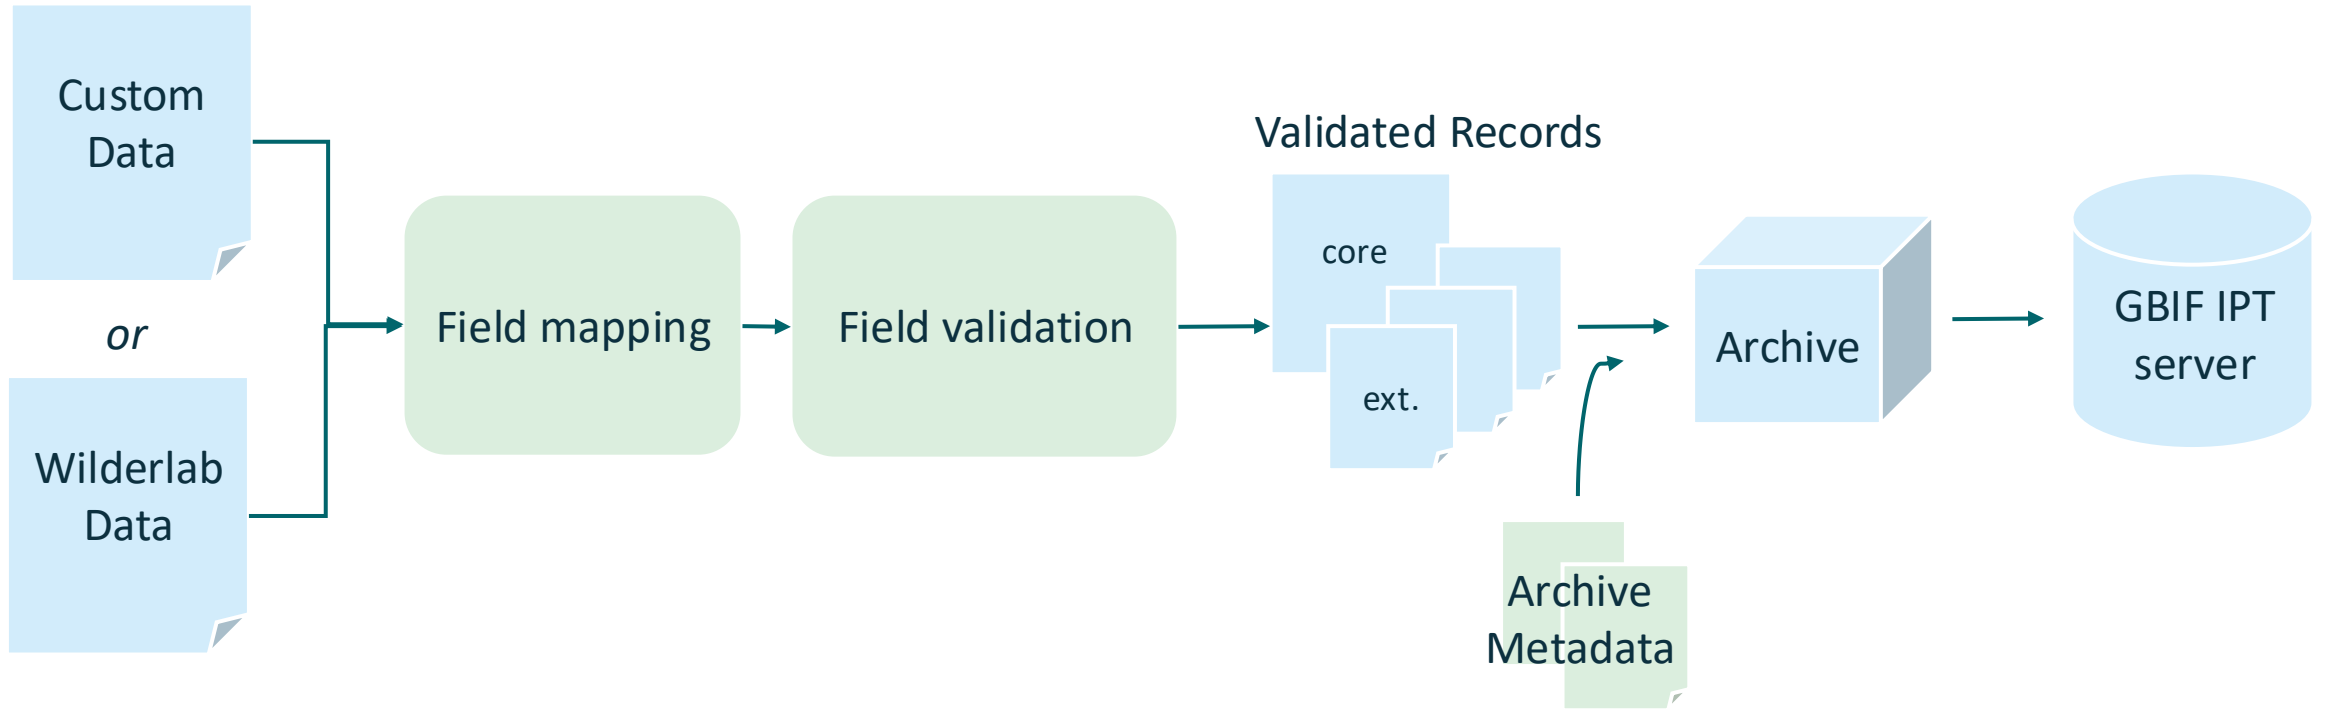 Custom
Data
or
Wilderlab
Data
Field mapping
Field validation
Validated Records
core
ext.
Archive
Metadata
Archive
GBIF IPT
server